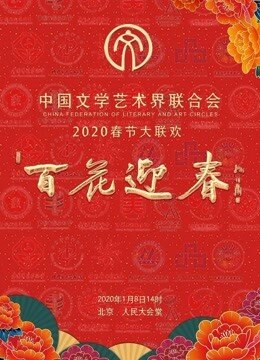 中国文学艺术界联合会
CHINA FEDERATION OF LITERARY AND ART CIRCLES
2020春节大联欢
百花迎春
2020年1月8日14时
北京 人民大会堂